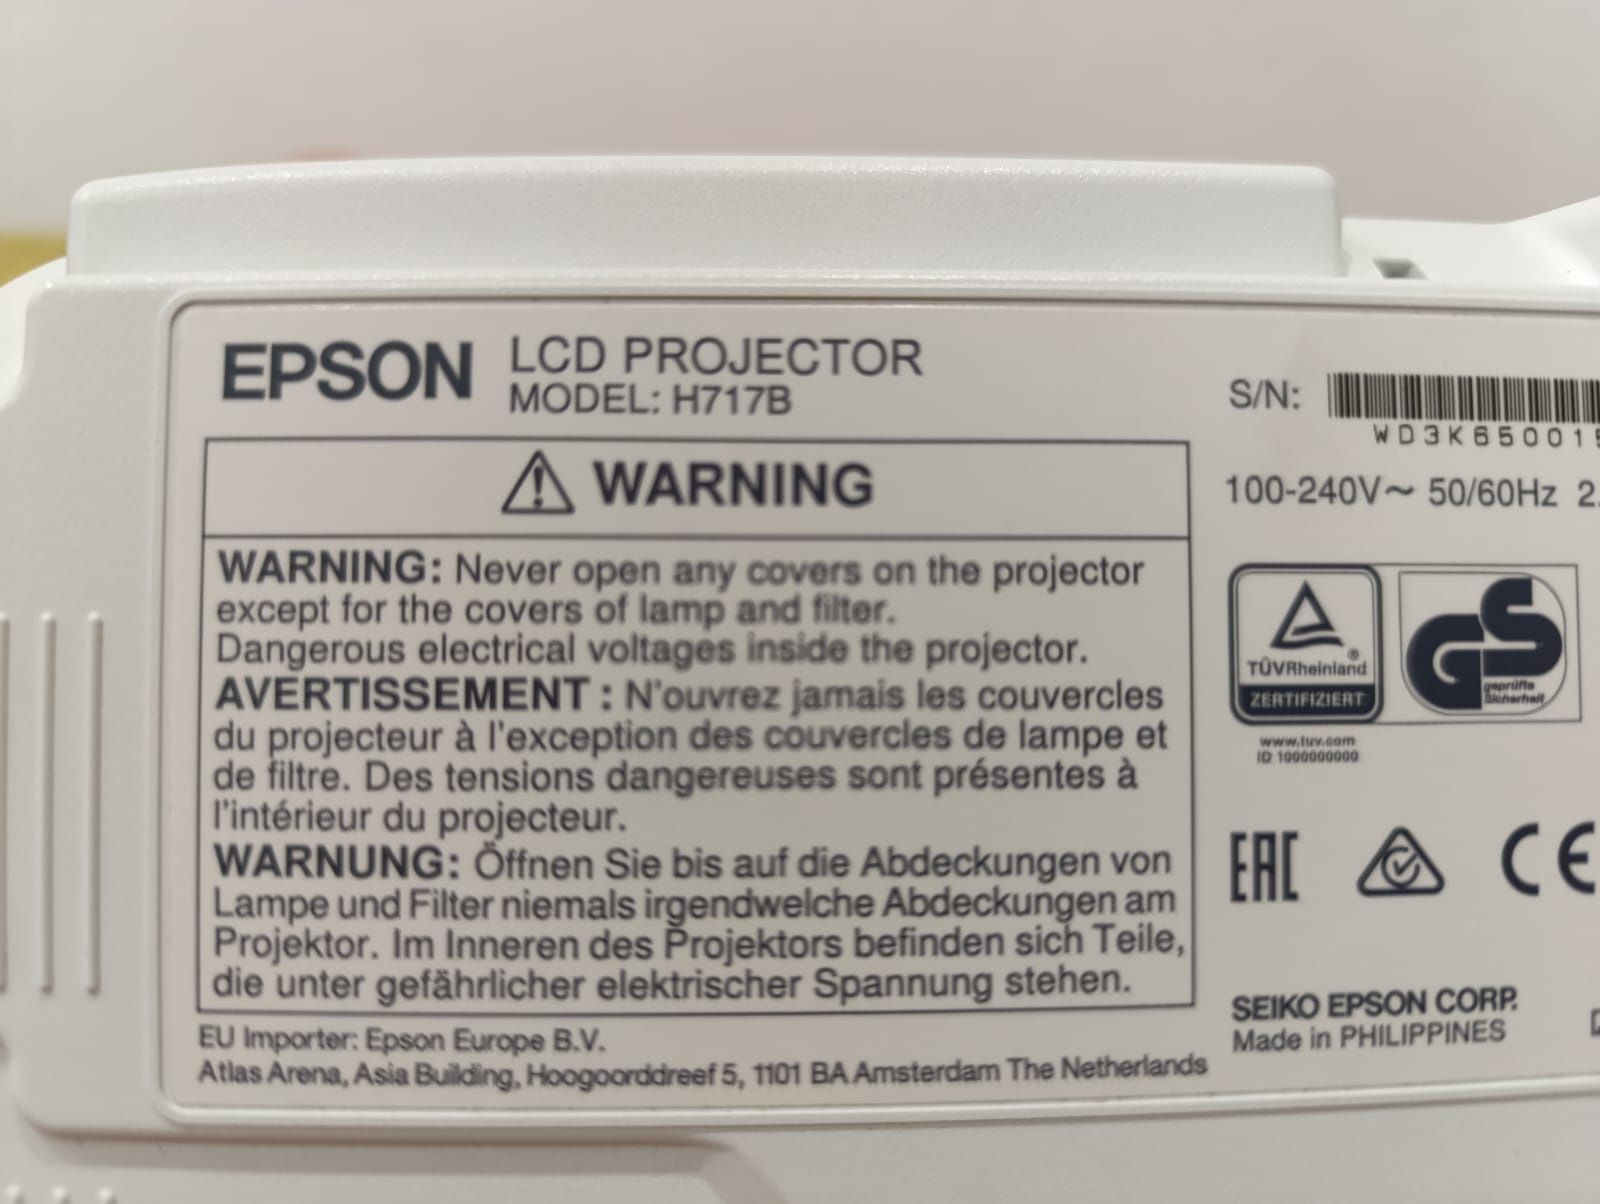 EPSON LCD PROJECTOR
MODEL: H717B
WARNING
WARNING: Never open any covers on the projector
except for the covers of lamp and filter.
Dangerous electrical voltages inside the projector.
AVERTISSEMENT : N'ouvrez jamais les couvercles
du projecteur à l'exception des couvercles de lampe et
de filtre. Des tensions dangereuses sont présentes à
l'intérieur du projecteur.
WARNUNG: Öffnen Sie bis auf die Abdeckungen von
Lampe und Filter niemals irgendwelche Abdeckungen am
Projektor. Im Inneren des Projektors befinden sich Teile,
die unter gefährlicher elektrischer Spannung stehen.
EU Importer: Epson Europe B.V.
Atlas Arena, Asia Building, Hoogoorddreef 5, 1101 BA Amsterdam The Netherlands
S/N:
WD3K65001
100-240V~ 50/60Hz 2.
TÜVRheinland®
ZERTIFIZIERT
GS
geprüfte
Sicherheit
www.tuv.com
ID 1000000000
EAC CE
SEIKO EPSON CORP.
Made in PHILIPPINES